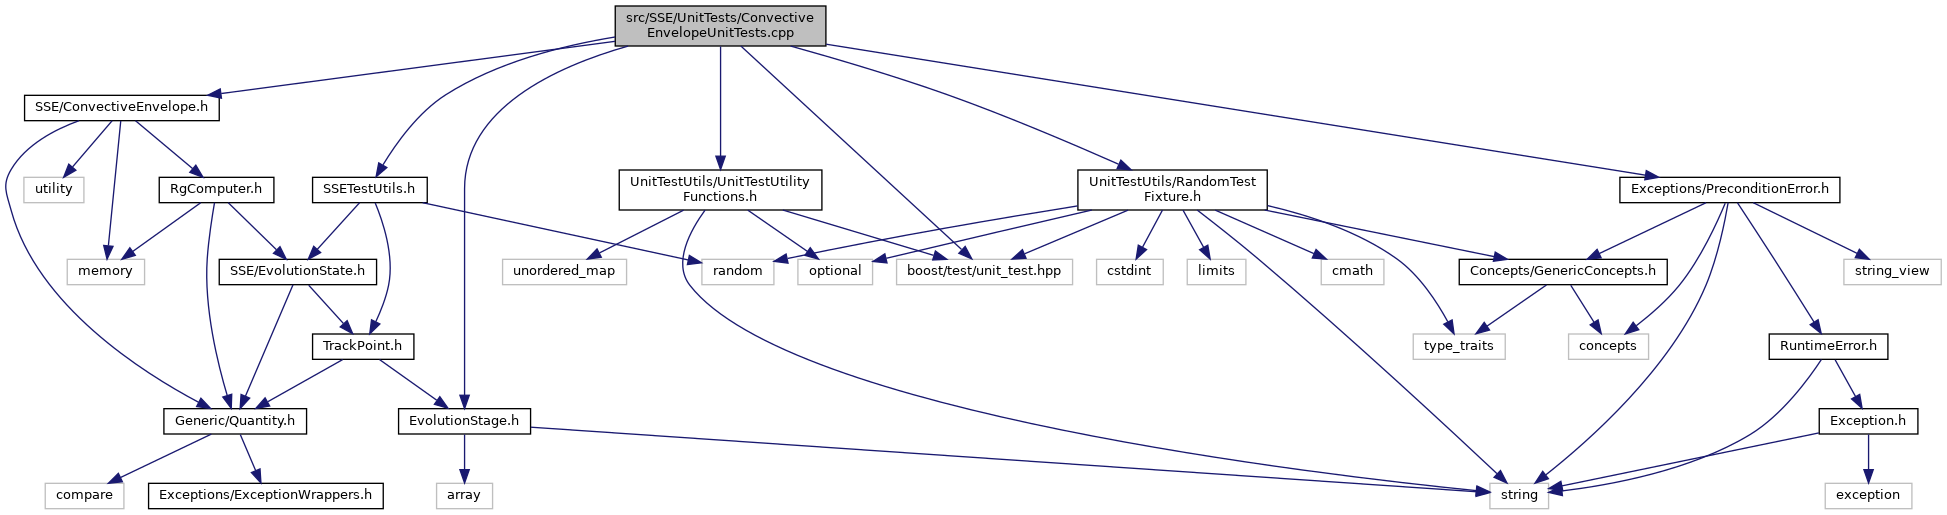 src/SSE/UnitTests/Convective
EnvelopeUnitTests.cpp
SSE/ConvectiveEnvelope.h
utility
RgComputer.h
SSETestUtils.h
UnitTestUtils/UnitTestUtility
Functions.h
UnitTestUtils/RandomTest
Fixture.h
Exceptions/PreconditionError.h
memory
SSE/EvolutionState.h
unordered_map
random
optional
boost/test/unit_test.hpp
cstdint
limits
cmath
Concepts/GenericConcepts.h
string_view
TrackPoint.h
type_traits
concepts
RuntimeError.h
Generic/Quantity.h
EvolutionStage.h
Exception.h
compare
Exceptions/ExceptionWrappers.h
array
string
exception